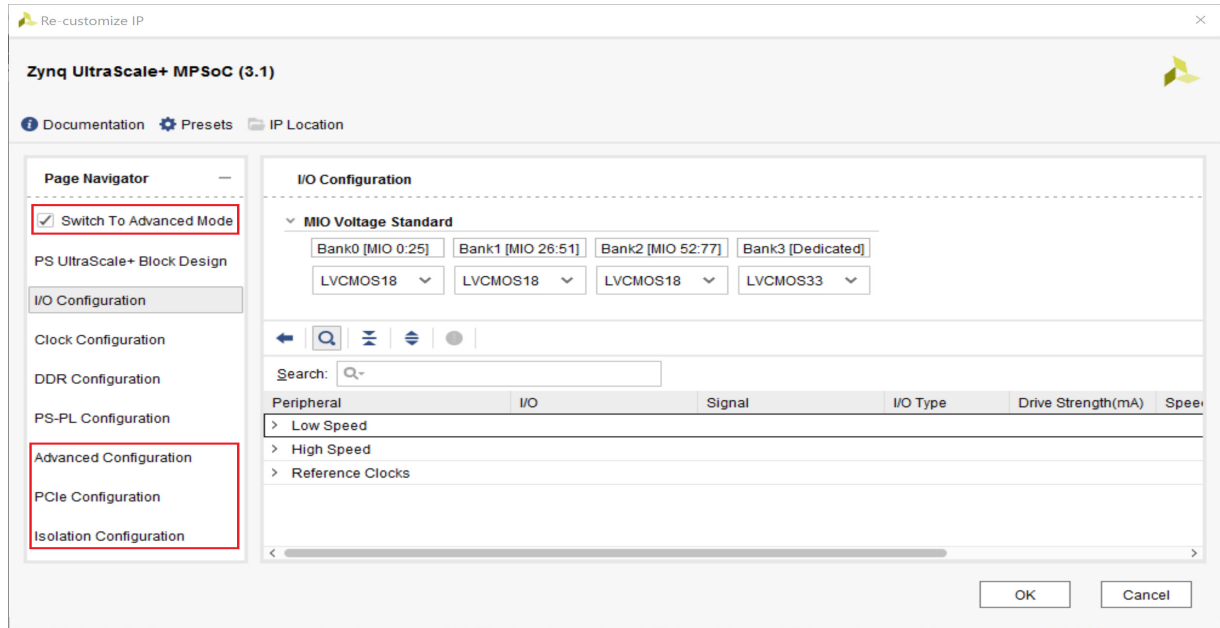 Re-customize IP
Zynq UltraScale+ MPSoC (3.1)
Documentation Presets IP Location
Page Navigator
Switch To Advanced Mode
PS UltraScale+ Block Design
I/O Configuration
Clock Configuration
DDR Configuration
PS-PL Configuration
Advanced Configuration
PCIe Configuration
Isolation Configuration
I/O Configuration
MIO Voltage Standard
Bank0 [MIO 0:25] Bank1 [MIO 26:51] Bank2 [MIO 52:77] Bank3 [Dedicated]
LVCMOS18 LVCMOS18 LVCMOS18 LVCMOS33
Search:
Peripheral I/O Signal I/O Type Drive Strength(mA)
Low Speed
High Speed
Reference Clocks
OK Cancel